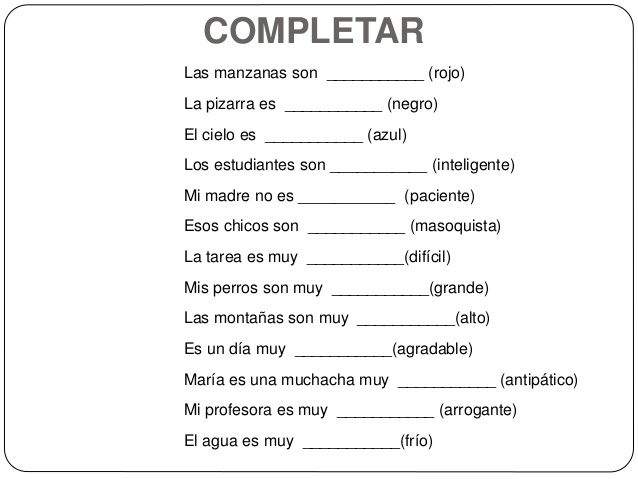 COMPLETAR
Las manzanas son ___________ (rojo)
La pizarra es ___________ (negro)
El cielo es ___________ (azul)
Los estudiantes son ___________ (inteligente)
Mi madre no es ___________ (paciente)
Esos chicos son ___________ (masoquista)
La tarea es muy ___________(difícil)
Mis perros son muy ___________(grande)
Las montañas son muy ___________(alto)
Es un día muy ___________(agradable)
María es una muchacha muy ___________ (antipático)
Mi profesora es muy ___________ (arrogante)
El agua es muy ___________(frío)